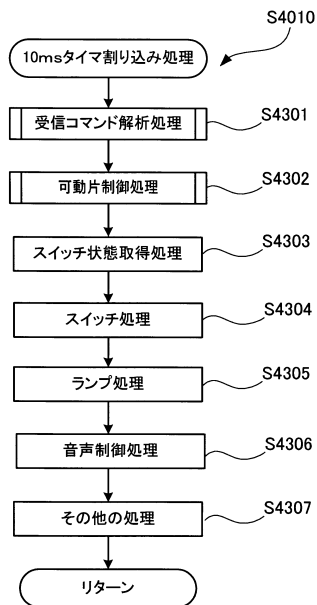 S4010
10msタイマ割り込み処理
受信コマンド解析処理
S4301
可動片制御処理
S4302
スイッチ状態取得処理
S4303
スイッチ処理
S4304
ランプ処理
S4305
音声制御処理
S4306
その他の処理
S4307
リターン